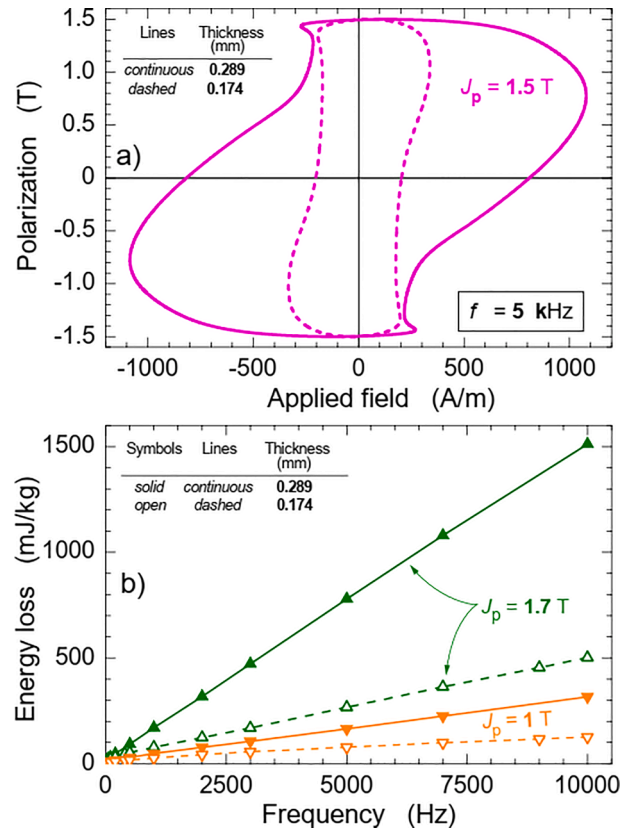 Lines Thickness
(mm)
continuous 0.289
dashed 0.174
Jp = 1.5 T
a)
f = 5 kHz
Polarization (T)
1.5
1.0
0.5
0
-0.5
-1.0
-1.5
-1000 -500 0 500 1000
Applied field (A/m)
Symbols Lines Thickness
(mm)
solid continuous 0.289
open dashed 0.174
b)
Jp = 1.7 T
Jp = 1 T
Energy loss (mJ/kg)
1500
1000
500
0
0 2500 5000 7500 10000
Frequency (Hz)